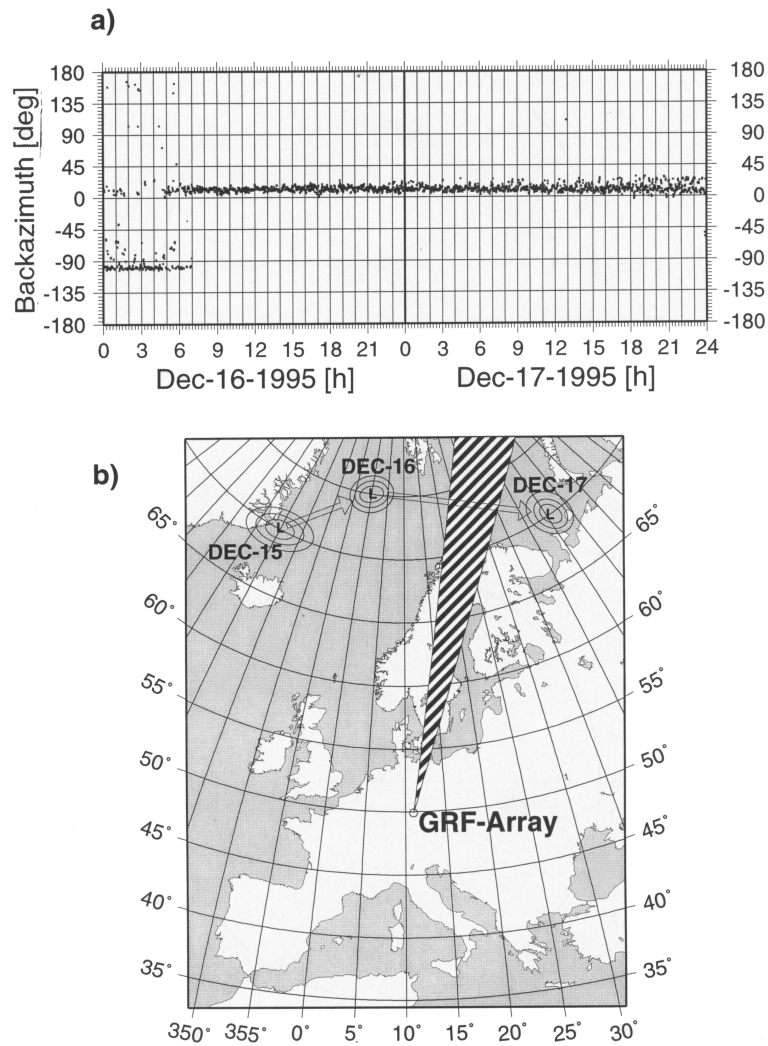 a)
180 180
135 135
90 90
45 45
0 0
-45 -45
-90 -90
-135 -135
-180 -180
Backazimuth [deg]
0 3 6 9 12 15 18 21 0 3 6 9 12 15 18 21 24
Dec-16-1995 [h] Dec-17-1995 [h]
b)
DEC-16
L
DEC-17
L
DEC-15
L
65° 65°
60° 60°
55° 55°
50° 50°
45° 45°
40° 40°
35° 35°
GRF-Array
350° 355° 0° 5° 10° 15° 20° 25° 30°